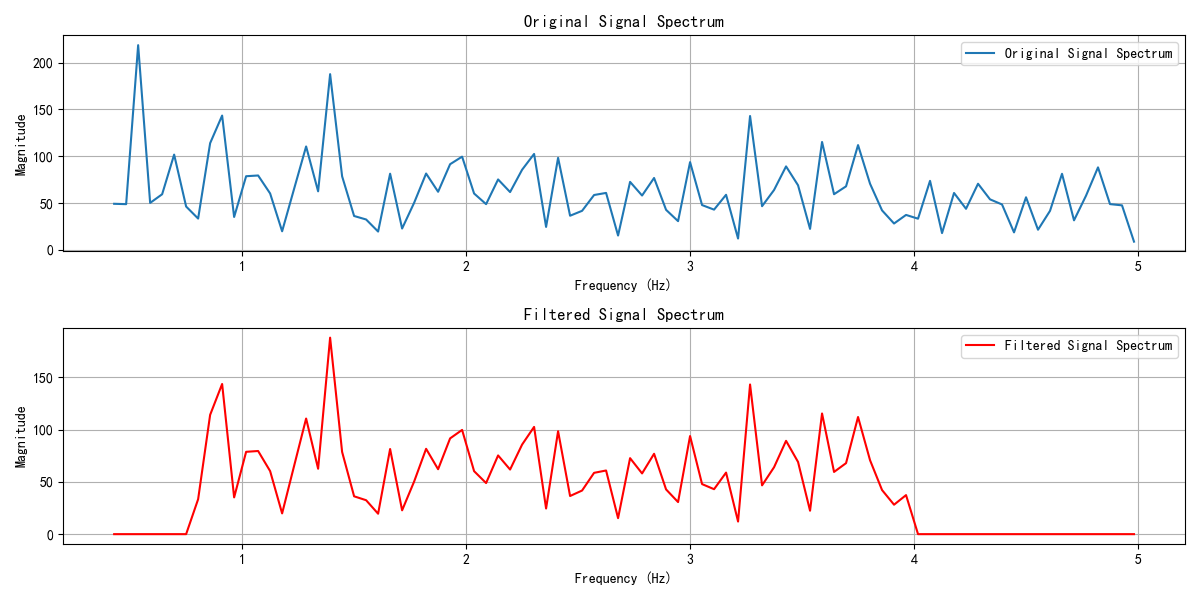 Original Signal Spectrum
Original Signal Spectrum
Magnitude
200
150
100
50
0
1 2 3 4 5
Frequency (Hz)
Filtered Signal Spectrum
Filtered Signal Spectrum
Magnitude
150
100
50
0
1 2 3 4 5
Frequency (Hz)